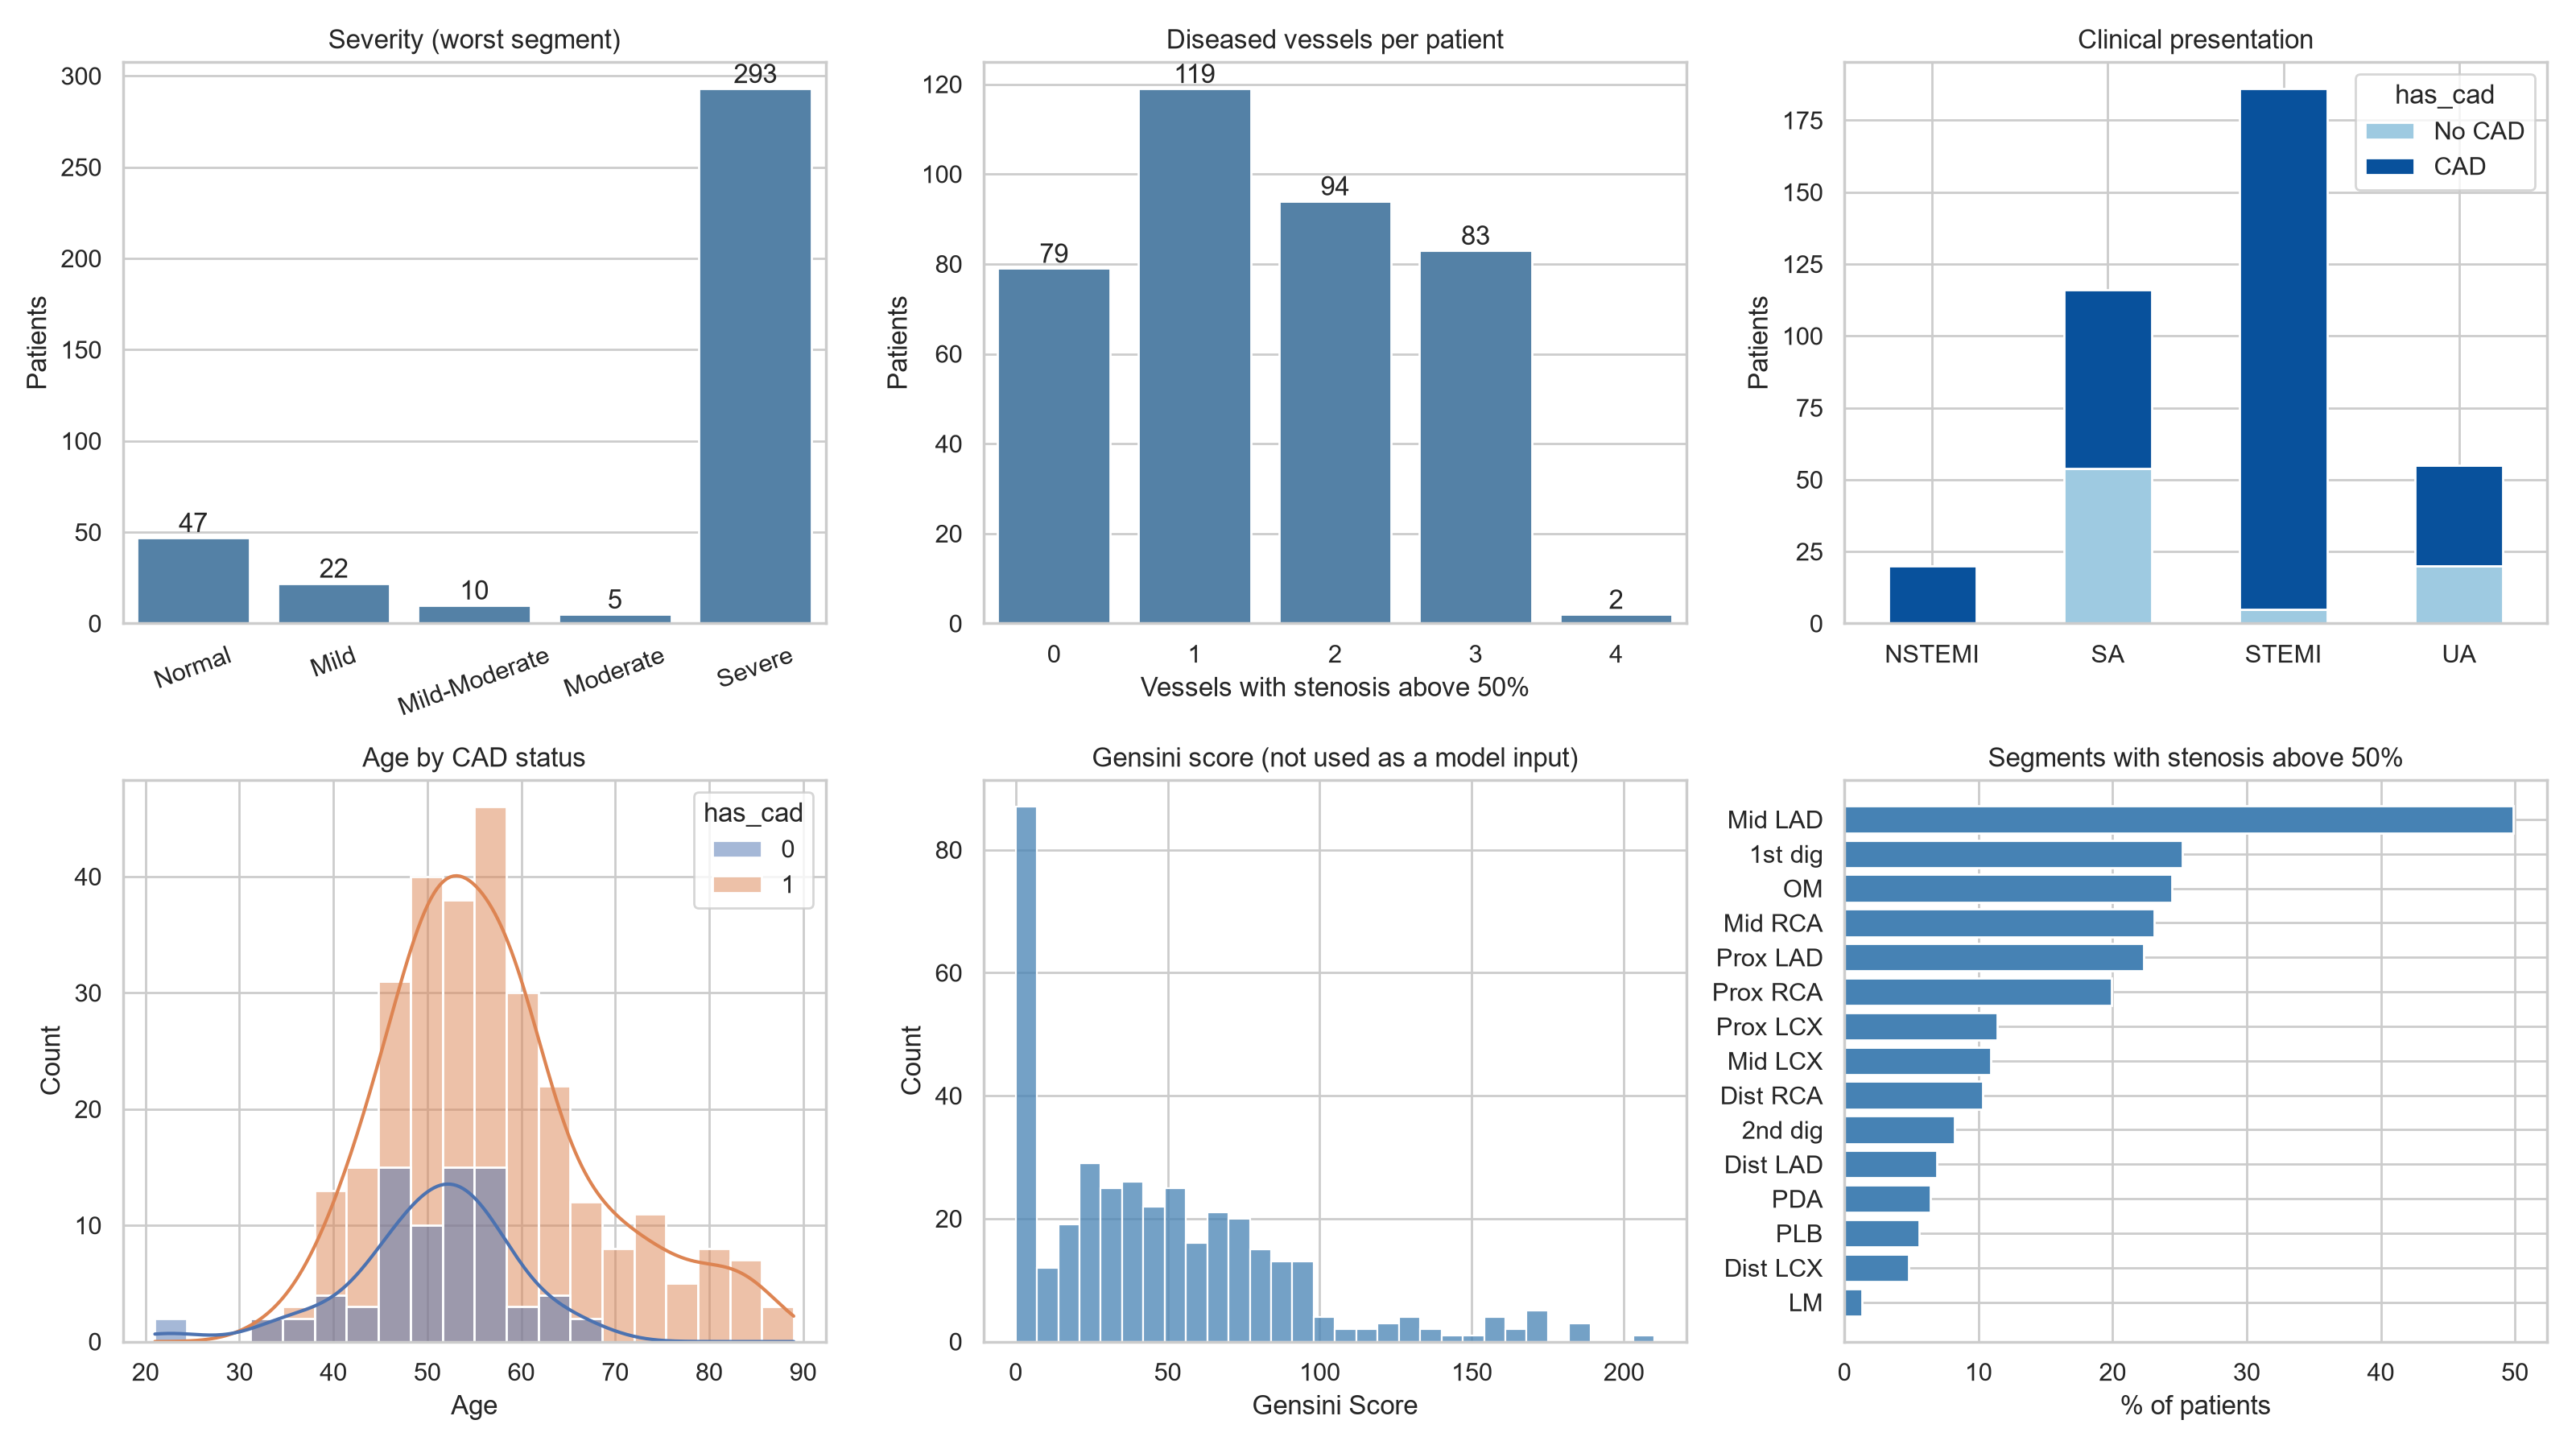 Severity (worst segment)
Patients
300
250
200
150
100
50
0
47
22
10
5
293
Normal
Mild
Mild-Moderate
Moderate
Severe
Diseased vessels per patient
Patients
120
100
80
60
40
20
0
79
119
94
83
2
0
1
2
3
4
Vessels with stenosis above 50%
Clinical presentation
Patients
175
150
125
100
75
50
25
0
has_cad
No CAD
CAD
NSTEMI
SA
STEMI
UA
Age by CAD status
Count
40
30
20
10
0
has_cad
0
1
20
30
40
50
60
70
80
90
Age
Gensini score (not used as a model input)
Count
80
60
40
20
0
0
50
100
150
200
Gensini Score
Segments with stenosis above 50%
Mid LAD
1st dig
OM
Mid RCA
Prox LAD
Prox RCA
Prox LCX
Mid LCX
Dist RCA
2nd dig
Dist LAD
PDA
PLB
Dist LCX
LM
0
10
20
30
40
50
% of patients